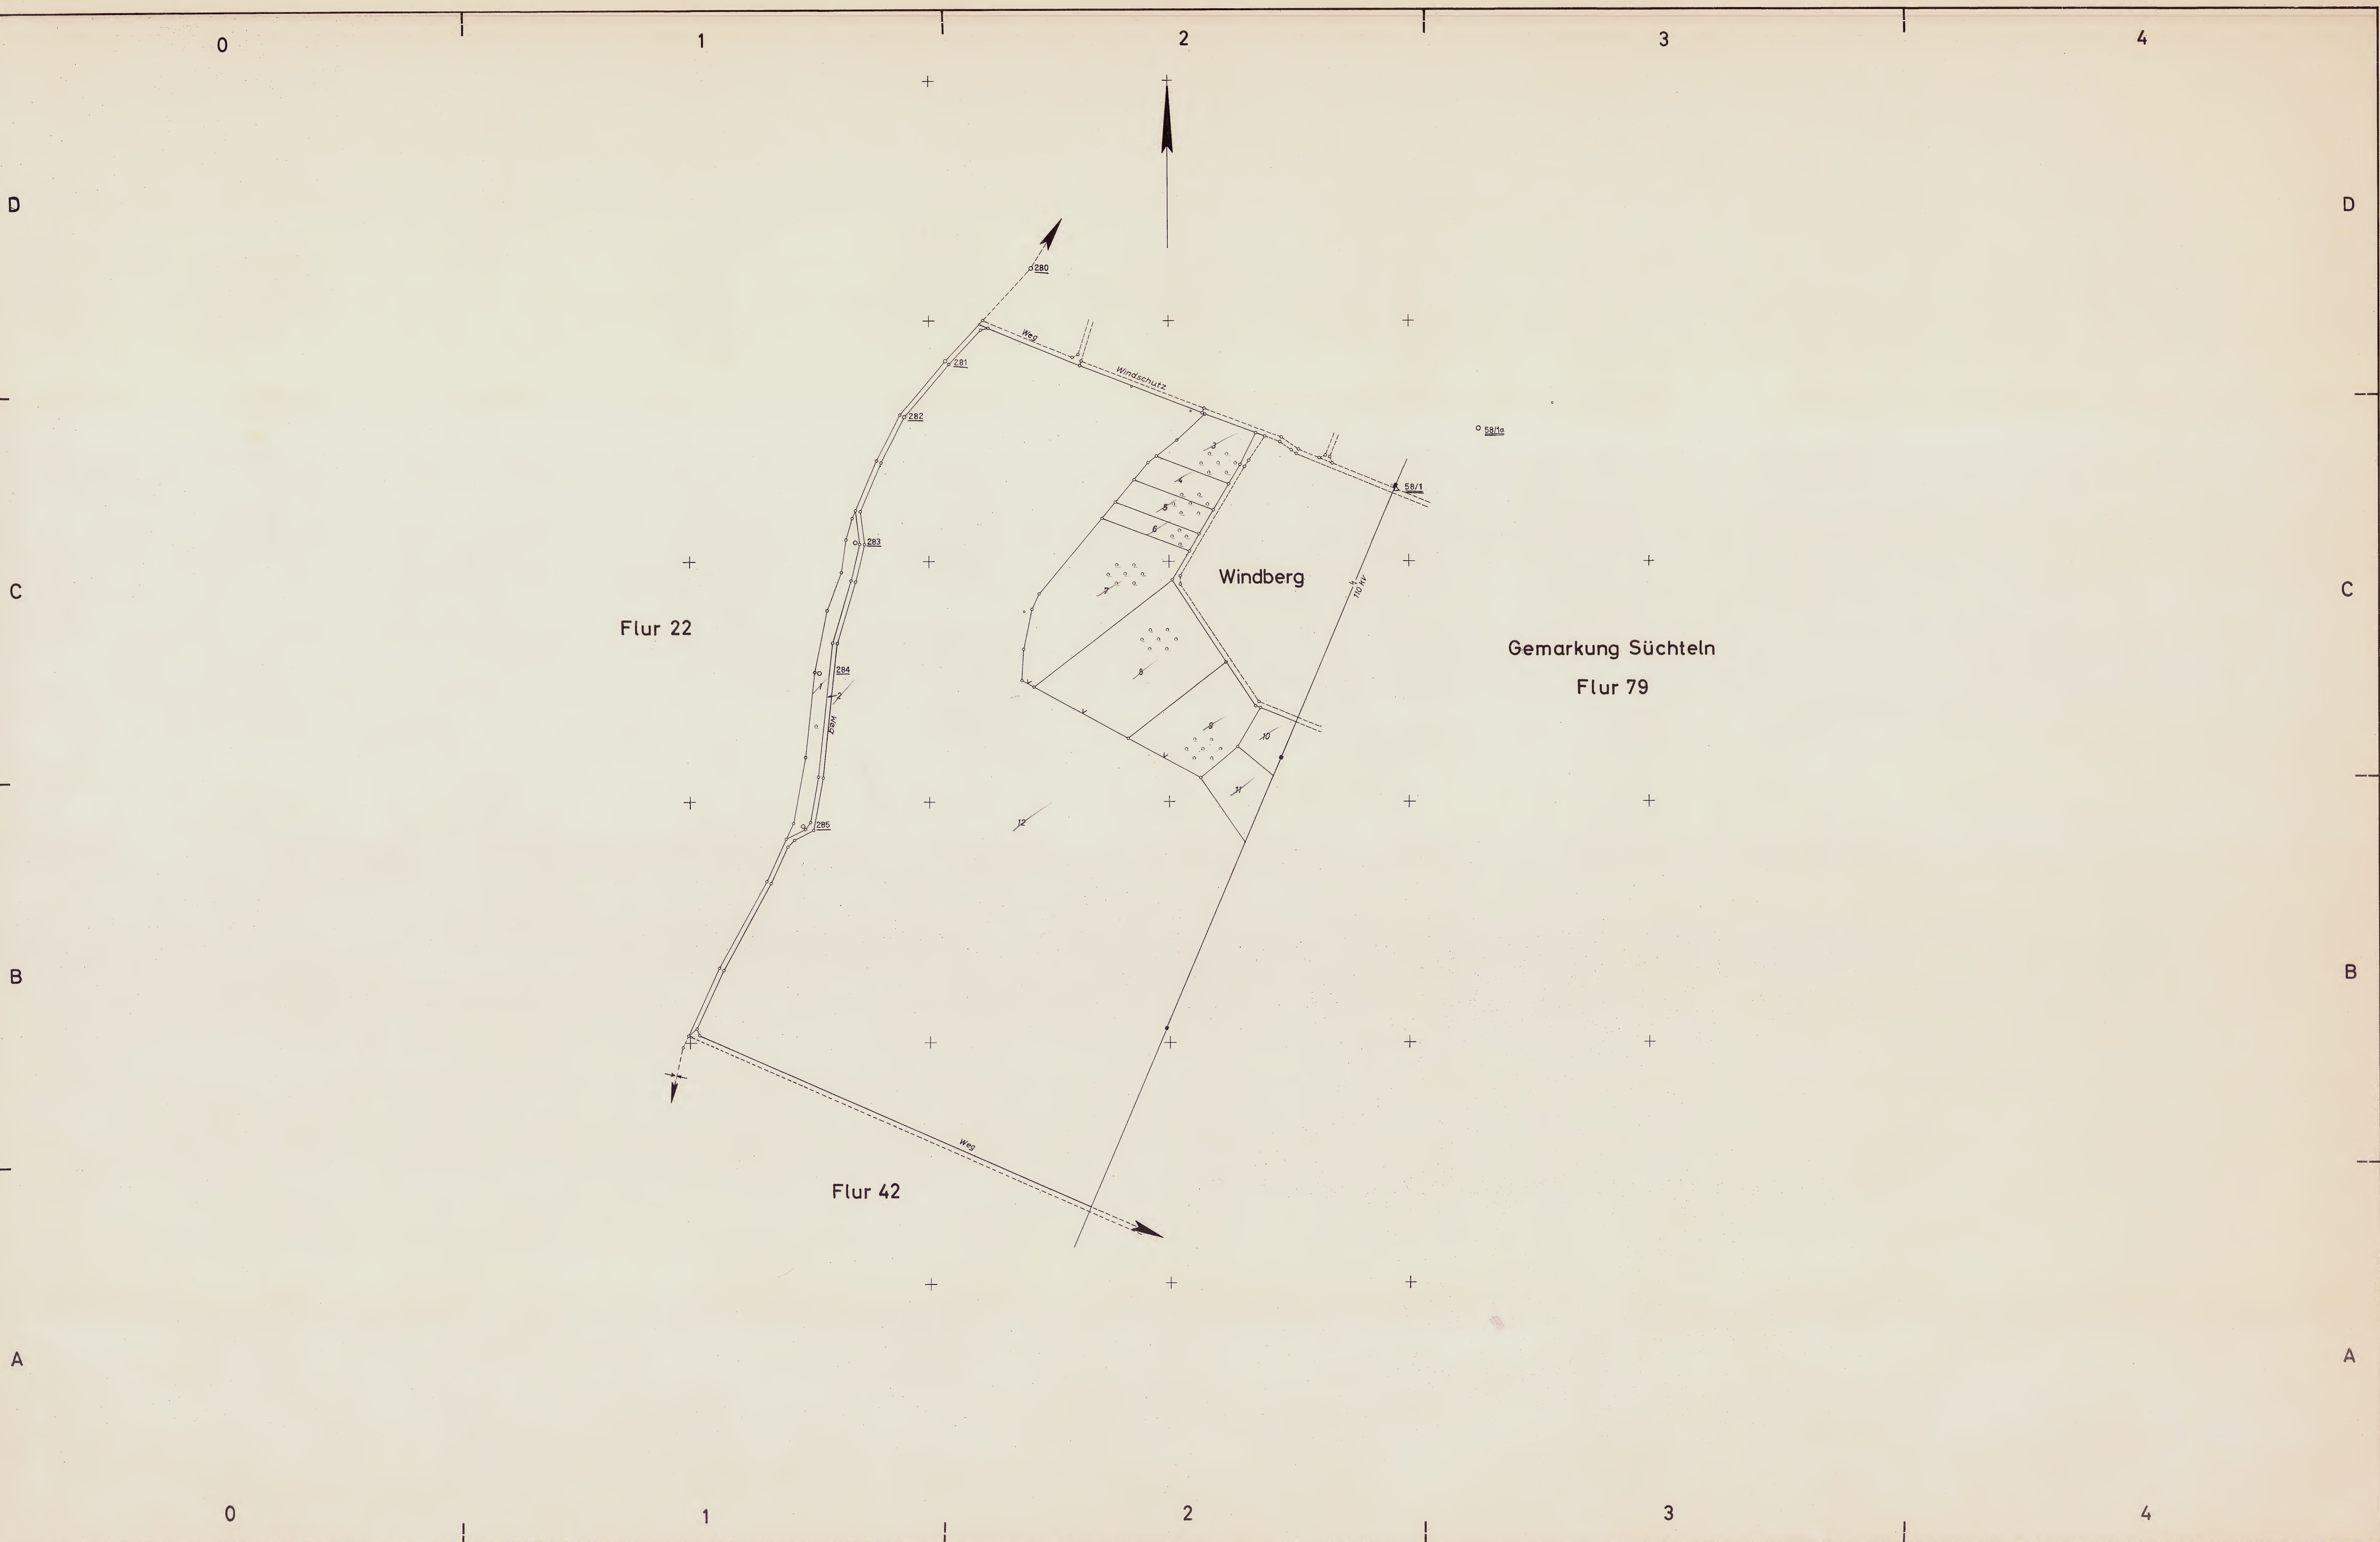 0 1 2 3 4
D D
280
Weg
281
Windschutz
282
58/1a
3
4
58/1
5
6
283
Windberg
110 KV
7
C C
Flur 22
Gemarkung Süchteln
Flur 79
284
8
1
2
Weg
9
10
11
12
285
B B
Weg
Flur 42
A A
0 1 2 3 4